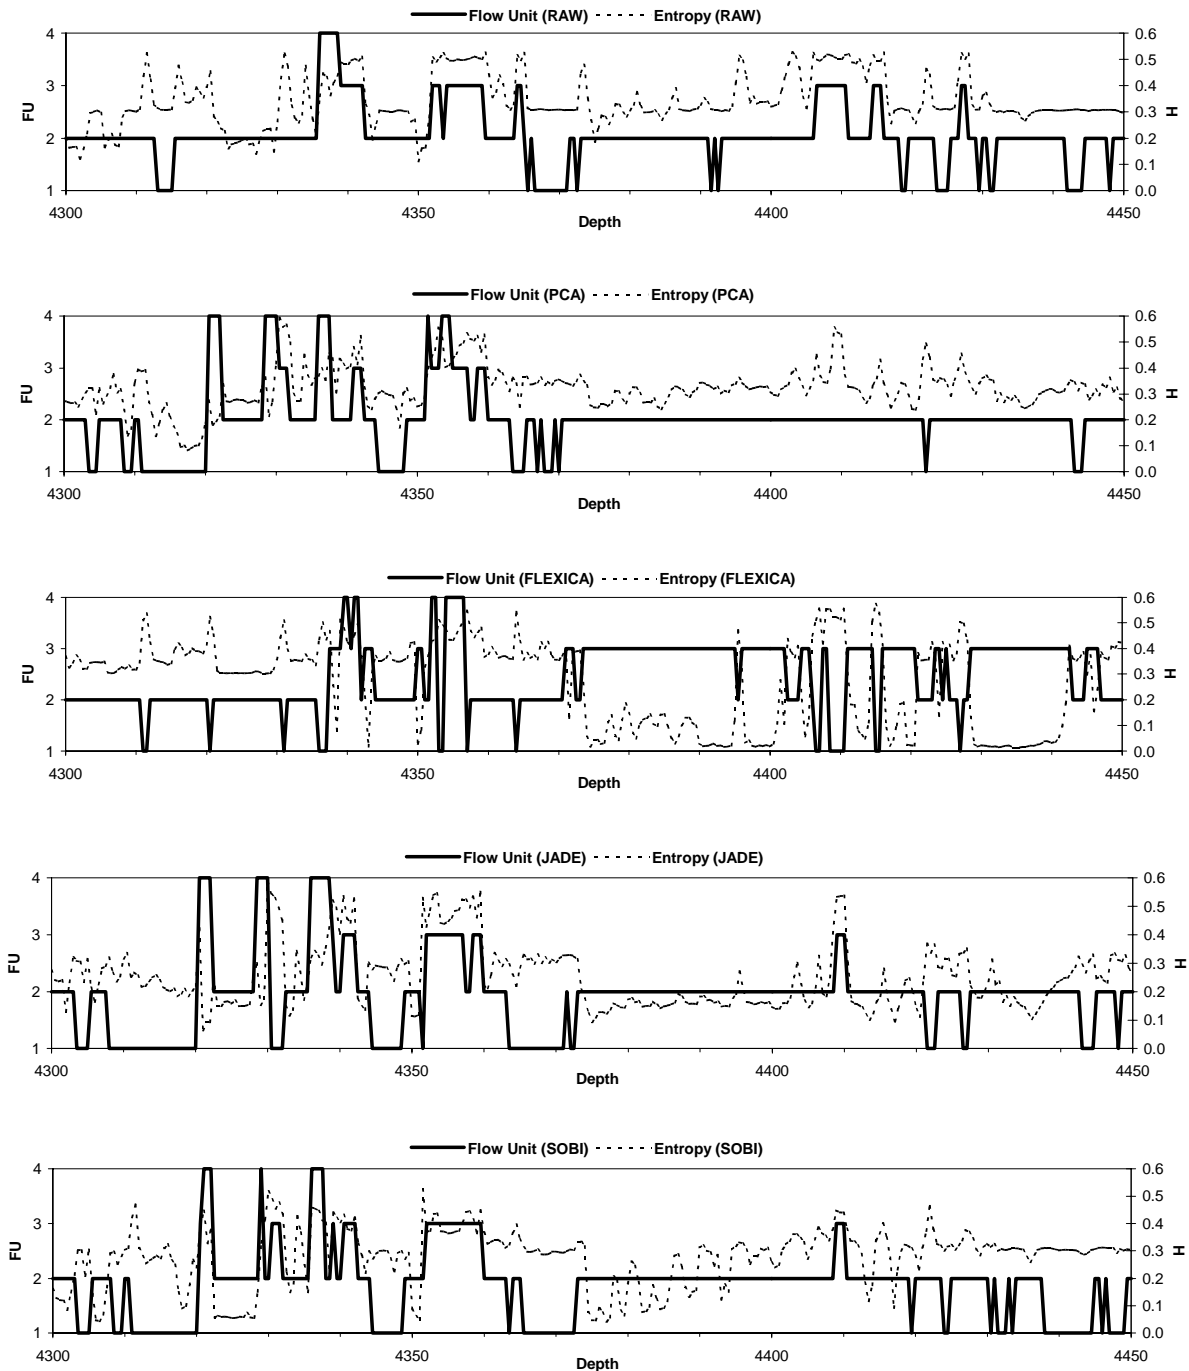 Flow Unit (RAW) Entropy (RAW)
4 0.6
0.5
3 0.4
FU 0.3 H
2 0.2
0.1
1 0.0
4300 4350 4400 4450
Depth
Flow Unit (PCA) Entropy (PCA)
4 0.6
0.5
3 0.4
FU 0.3 H
2 0.2
0.1
1 0.0
4300 4350 4400 4450
Depth
Flow Unit (FLEXICA) Entropy (FLEXICA)
4 0.6
0.5
3 0.4
FU 0.3 H
2 0.2
0.1
1 0.0
4300 4350 4400 4450
Depth
Flow Unit (JADE) Entropy (JADE)
4 0.6
0.5
3 0.4
FU 0.3 H
2 0.2
0.1
1 0.0
4300 4350 4400 4450
Depth
Flow Unit (SOBI) Entropy (SOBI)
4 0.6
0.5
3 0.4
FU 0.3 H
2 0.2
0.1
1 0.0
4300 4350 4400 4450
Depth